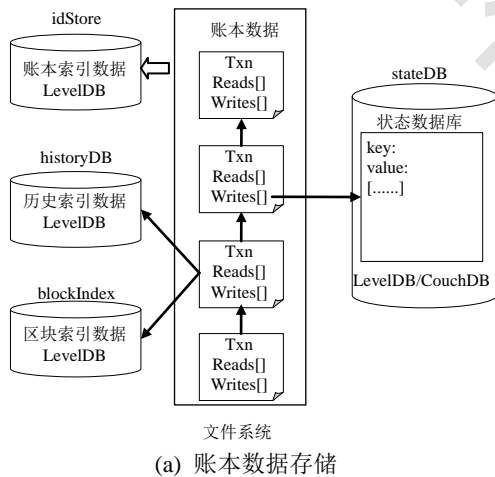 idStore
账本索引数据
LevelDB
historyDB
历史索引数据
LevelDB
blockIndex
区块索引数据
LevelDB
账本数据
Txn
Reads[]
Writes[]
Txn
Reads[]
Writes[]
Txn
Reads[]
Writes[]
Txn
Reads[]
Writes[]
stateDB
状态数据库
key:
value:
[......]
LevelDB/CouchDB
文件系统
(a) 账本数据存储